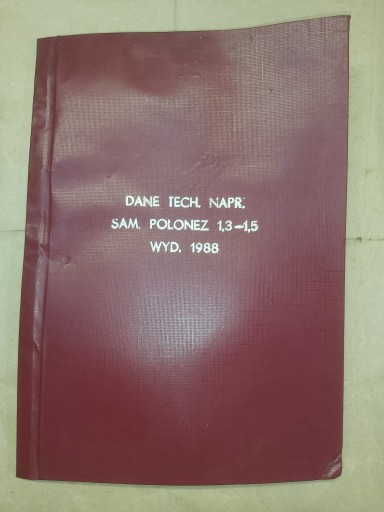 DANE TECH. NAPR.
SAM. POLONEZ 1,3-1,5
WYD. 1988